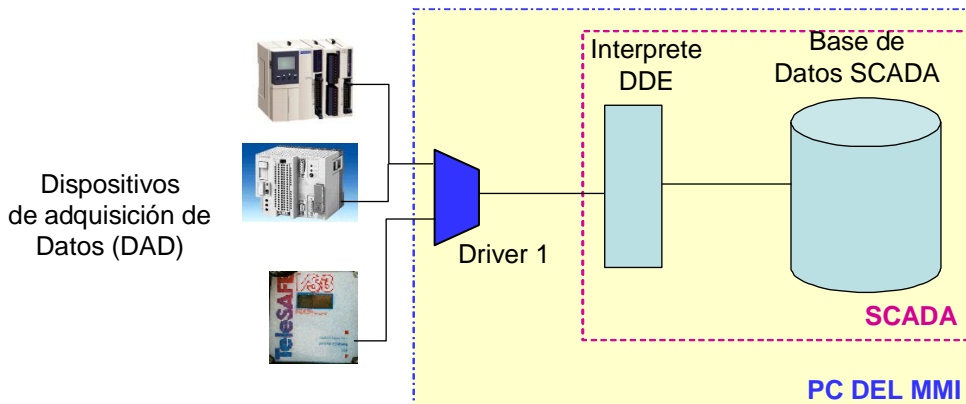 Interprete
DDE
Base de
Datos SCADA
Dispositivos
de adquisición de
Datos (DAD)
Driver 1
TeleSAFE
SCADA
PC DEL MMI